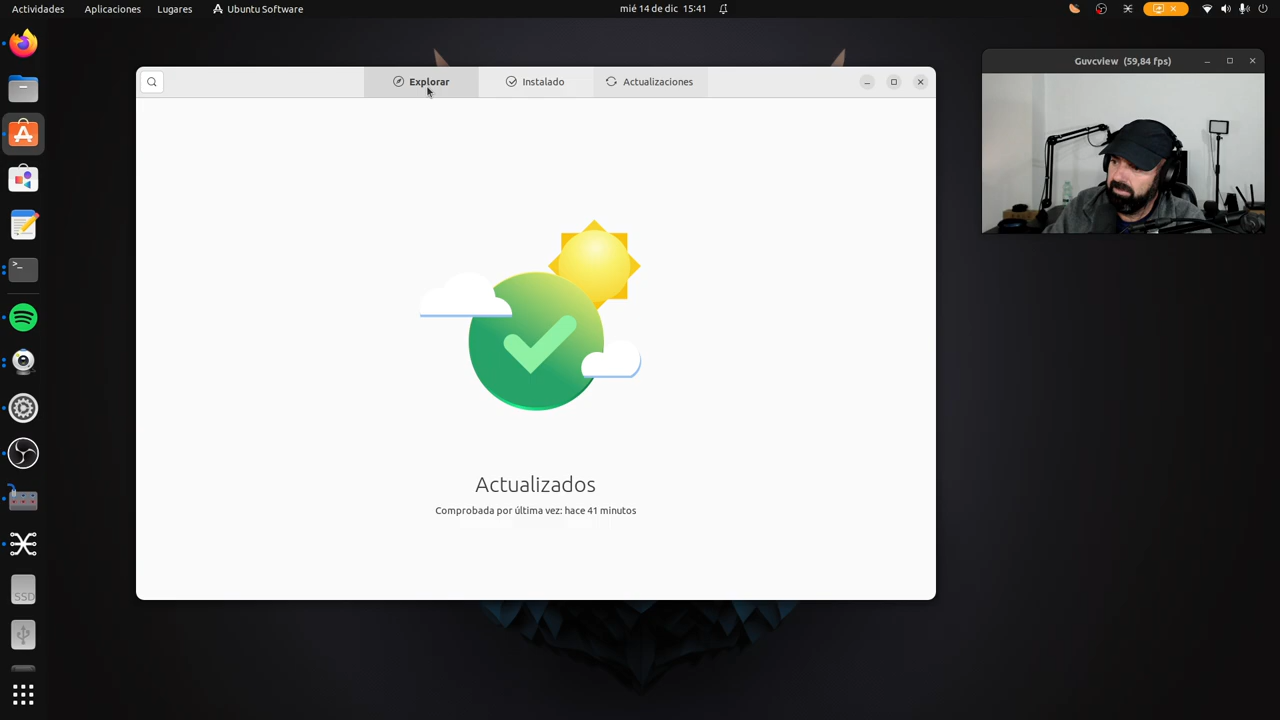 Actividades
Aplicaciones
Lugares
Ubuntu Software
mié 14 de dic 15:41
Explorar
Instalado
Actualizaciones
Guvcview (59,84 fps)
Actualizados
Comprobada por última vez: hace 41 minutos
>_
SSD